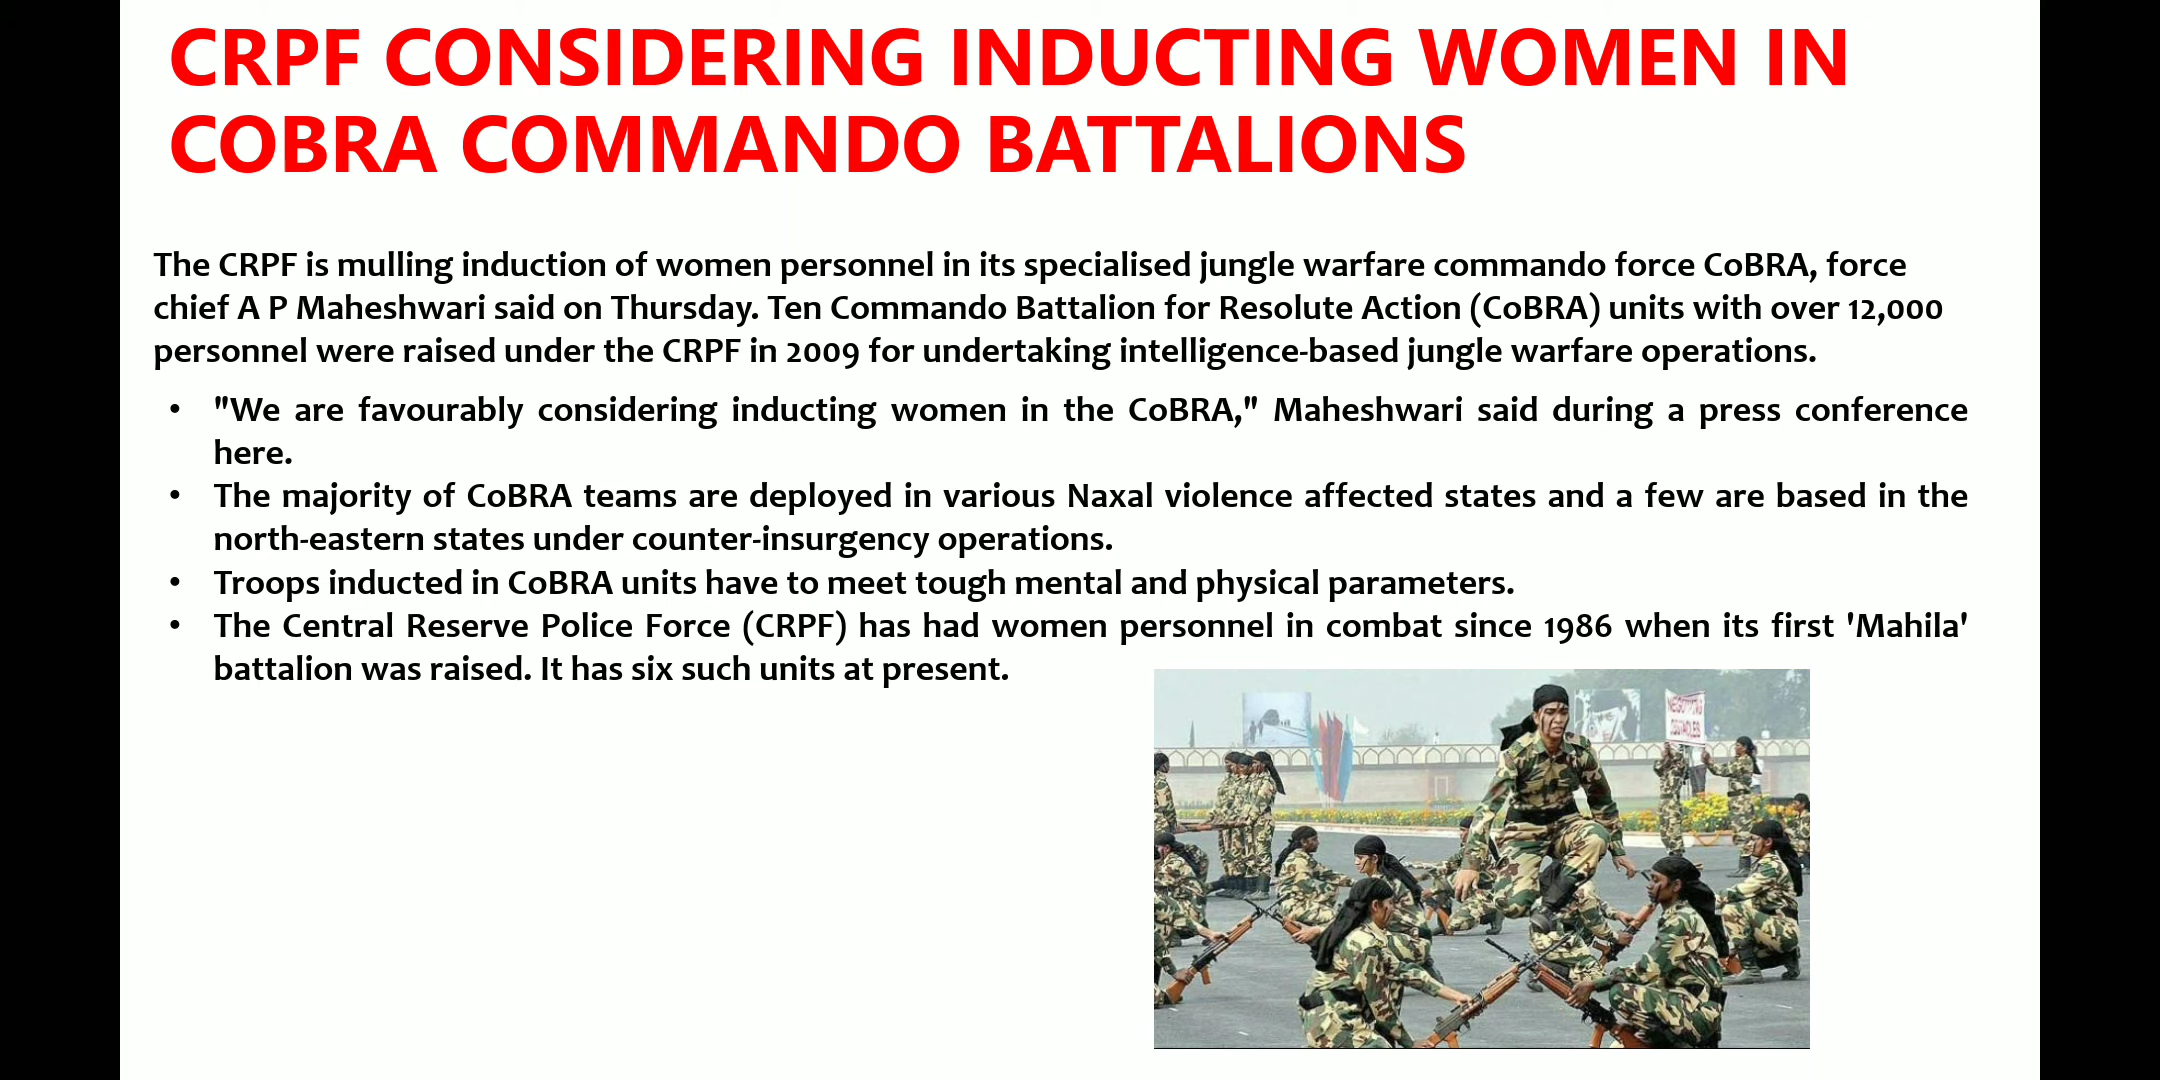 CRPF CONSIDERING INDUCTING WOMEN IN
COBRA COMMANDO BATTALIONS
The CRPF is mulling induction of women personnel in its specialised jungle warfare commando force CoBRA, force
chief A P Maheshwari said on Thursday. Ten Commando Battalion for Resolute Action (CoBRA) units with over 12,000
personnel were raised under the CRPF in 2009 for undertaking intelligence-based jungle warfare operations.
• "We are favourably considering inducting women in the CoBRA," Maheshwari said during a press conference
here.
• The majority of CoBRA teams are deployed in various Naxal violence affected states and a few are based in the
north-eastern states under counter-insurgency operations.
• Troops inducted in CoBRA units have to meet tough mental and physical parameters.
• The Central Reserve Police Force (CRPF) has had women personnel in combat since 1986 when its first 'Mahila'
battalion was raised. It has six such units at present.